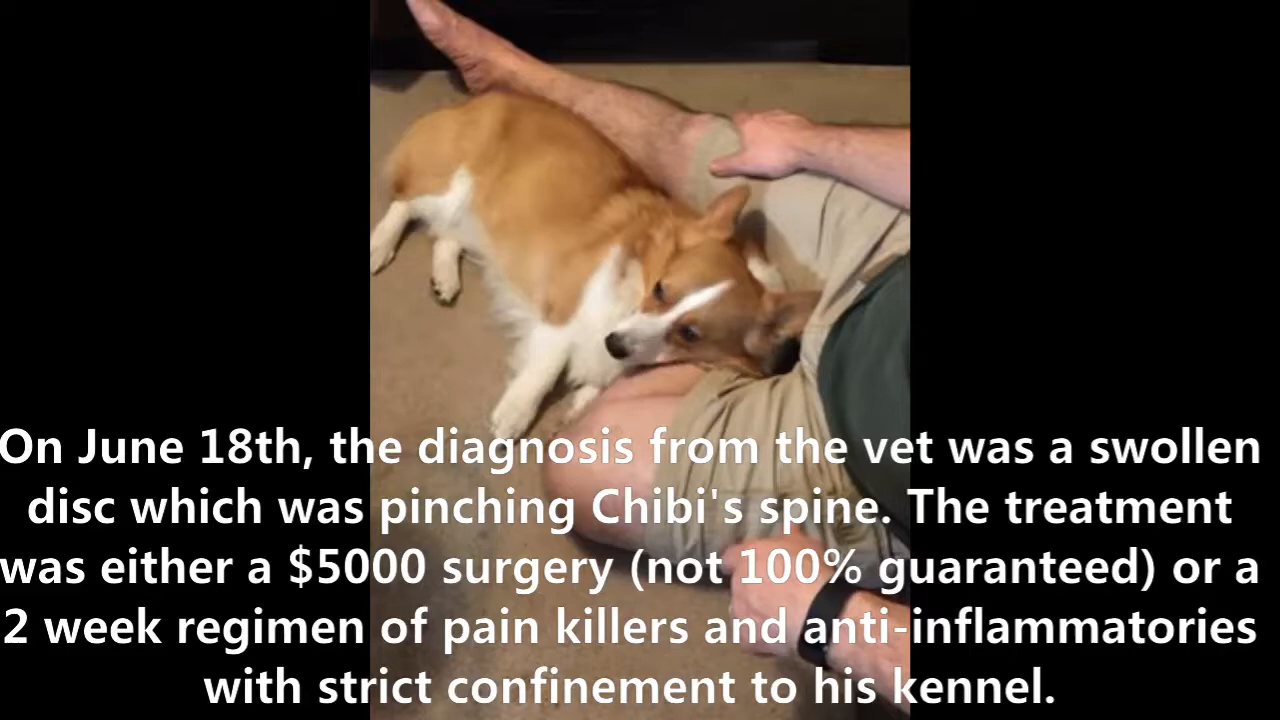 On June 18th, the diagnosis from the vet was a swollen
disc which was pinching Chibi's spine. The treatment
was either a $5000 surgery (not 100% guaranteed) or a
2 week regimen of pain killers and anti-inflammatories
with strict confinement to his kennel.